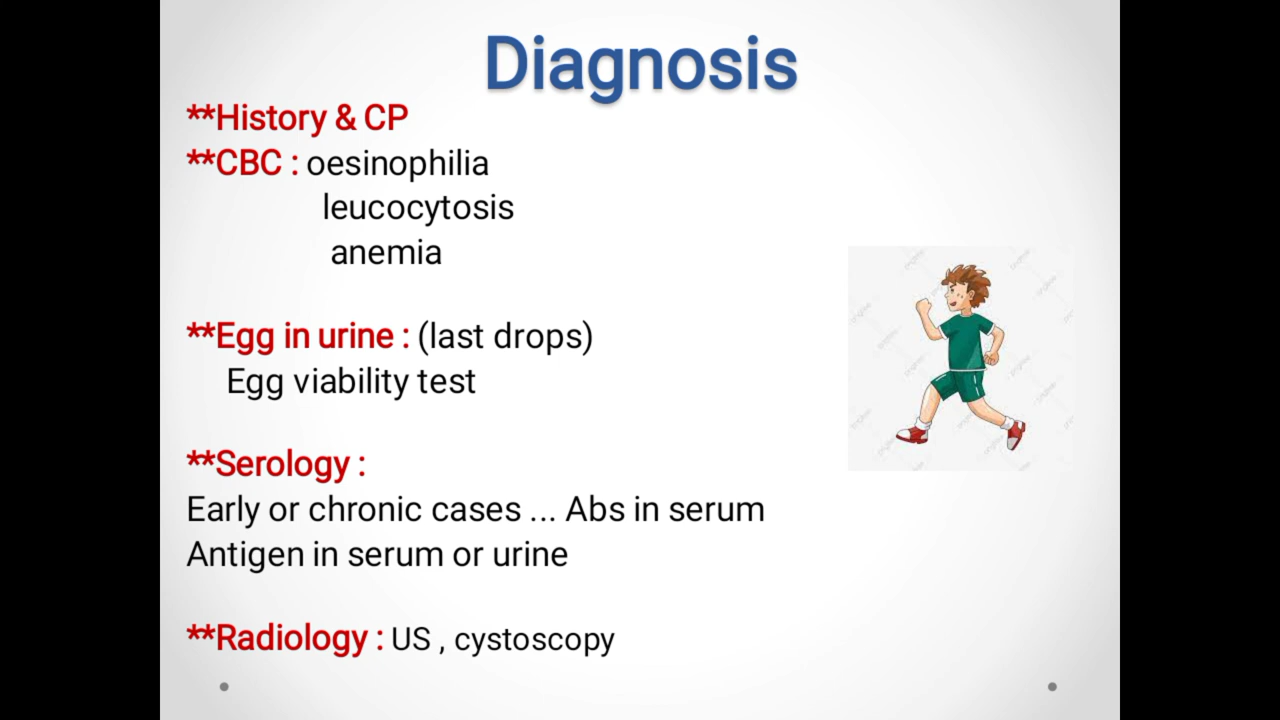 Diagnosis
**History & CP
**CBC : oesinophilia
leucocytosis
anemia
**Egg in urine : (last drops)
Egg viability test
**Serology :
Early or chronic cases ... Abs in serum
Antigen in serum or urine
**Radiology : US , cystoscopy